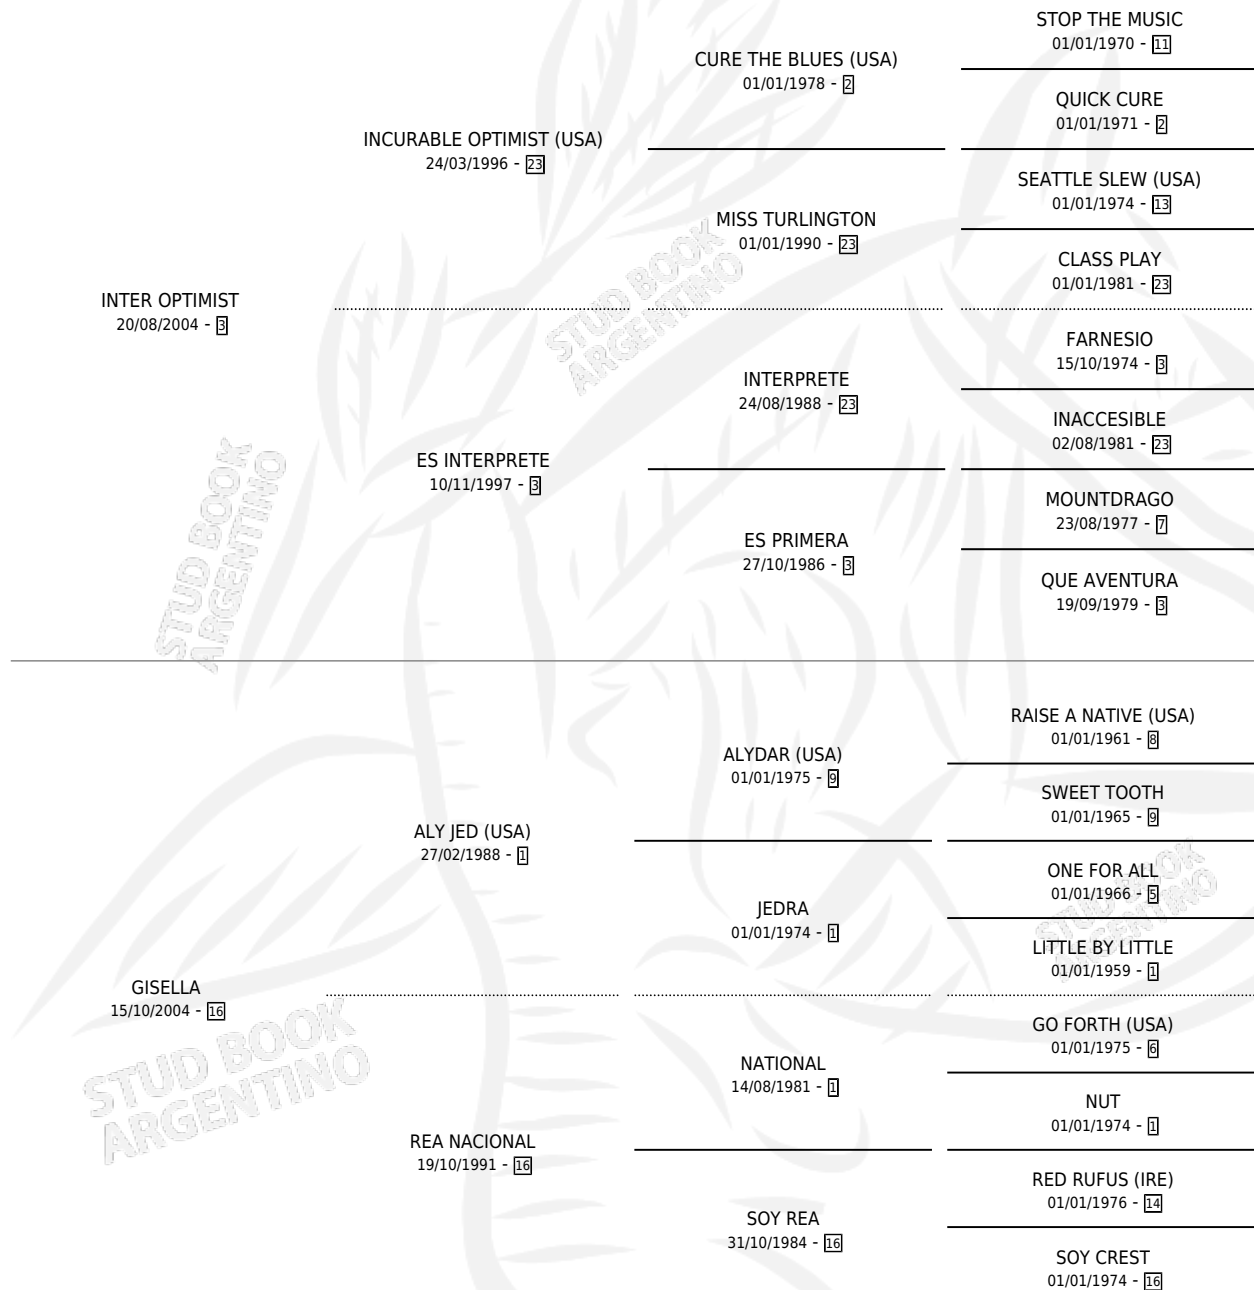 STOP THE MUSIC
01/01/1970 - 11
CURE THE BLUES (USA)
01/01/1978 - 2
QUICK CURE
01/01/1971 - 2
INCURABLE OPTIMIST (USA)
24/03/1996 - 23
SEATTLE SLEW (USA)
01/01/1974 - 13
MISS TURLINGTON
01/01/1990 - 23
CLASS PLAY
01/01/1981 - 23
INTER OPTIMIST
20/08/2004 - 3
FARNESIO
15/10/1974 - 3
INTERPRETE
24/08/1988 - 23
INACCESIBLE
02/08/1981 - 23
ES INTERPRETE
10/11/1997 - 3
MOUNTDRAGO
23/08/1977 - 7
ES PRIMERA
27/10/1986 - 3
QUE AVENTURA
19/09/1979 - 3
STUD BOOK
ARGENTINO
STUD BOOK
ARGENTINO
RAISE A NATIVE (USA)
01/01/1961 - 8
ALYDAR (USA)
01/01/1975 - 9
SWEET TOOTH
01/01/1965 - 9
ALY JED (USA)
27/02/1988 - 1
ONE FOR ALL
01/01/1966 - 5
JEDRA
01/01/1974 - 1
LITTLE BY LITTLE
01/01/1959 - 1
STUD BOOK
ARGENTINO
GISELLA
15/10/2004 - 16
GO FORTH (USA)
01/01/1975 - 6
NATIONAL
14/08/1981 - 1
NUT
01/01/1974 - 1
STUD BOOK
ARGENTINO
REA NACIONAL
19/10/1991 - 16
RED RUFUS (IRE)
01/01/1976 - 14
SOY REA
31/10/1984 - 16
SOY CREST
01/01/1974 - 16